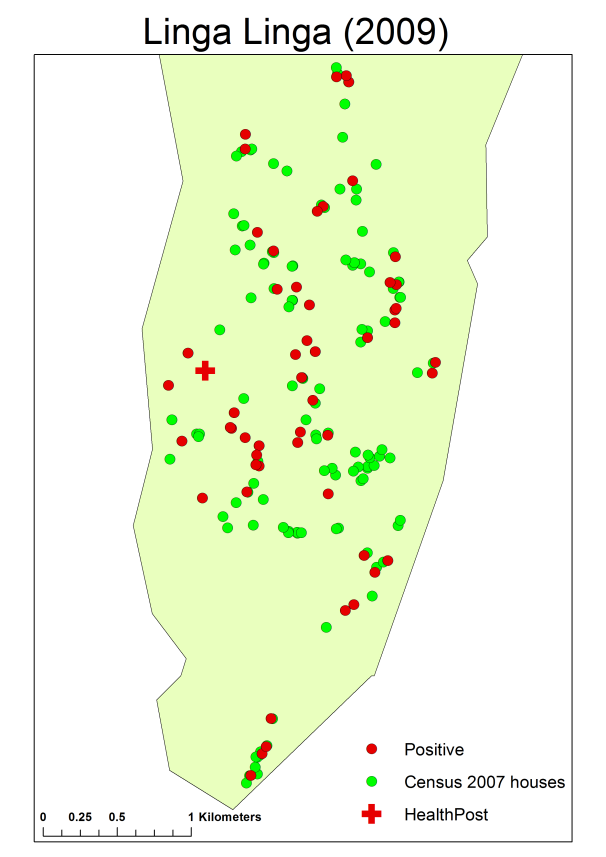 Linga Linga (2009)
Positive
Census 2007 houses
HealthPost
0 0.25 0.5 1 Kilometers